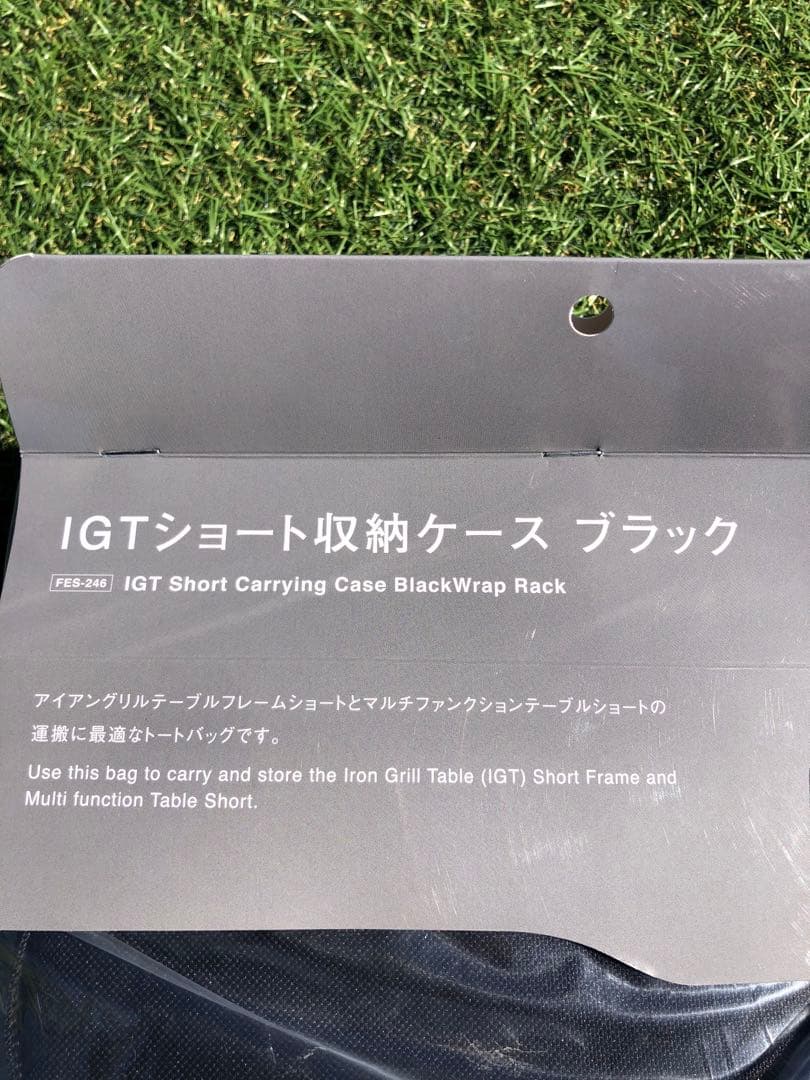 IGTショート収納ケース ブラック
FES-246 IGT Short Carrying Case BlackWrap Rack
アイアングリルテーブルフレームショートとマルチファンクションテーブルショートの
運搬に最適なトートバッグです。
Use this bag to carry and store the Iron Grill Table (IGT) Short Frame and
Multi function Table Short.